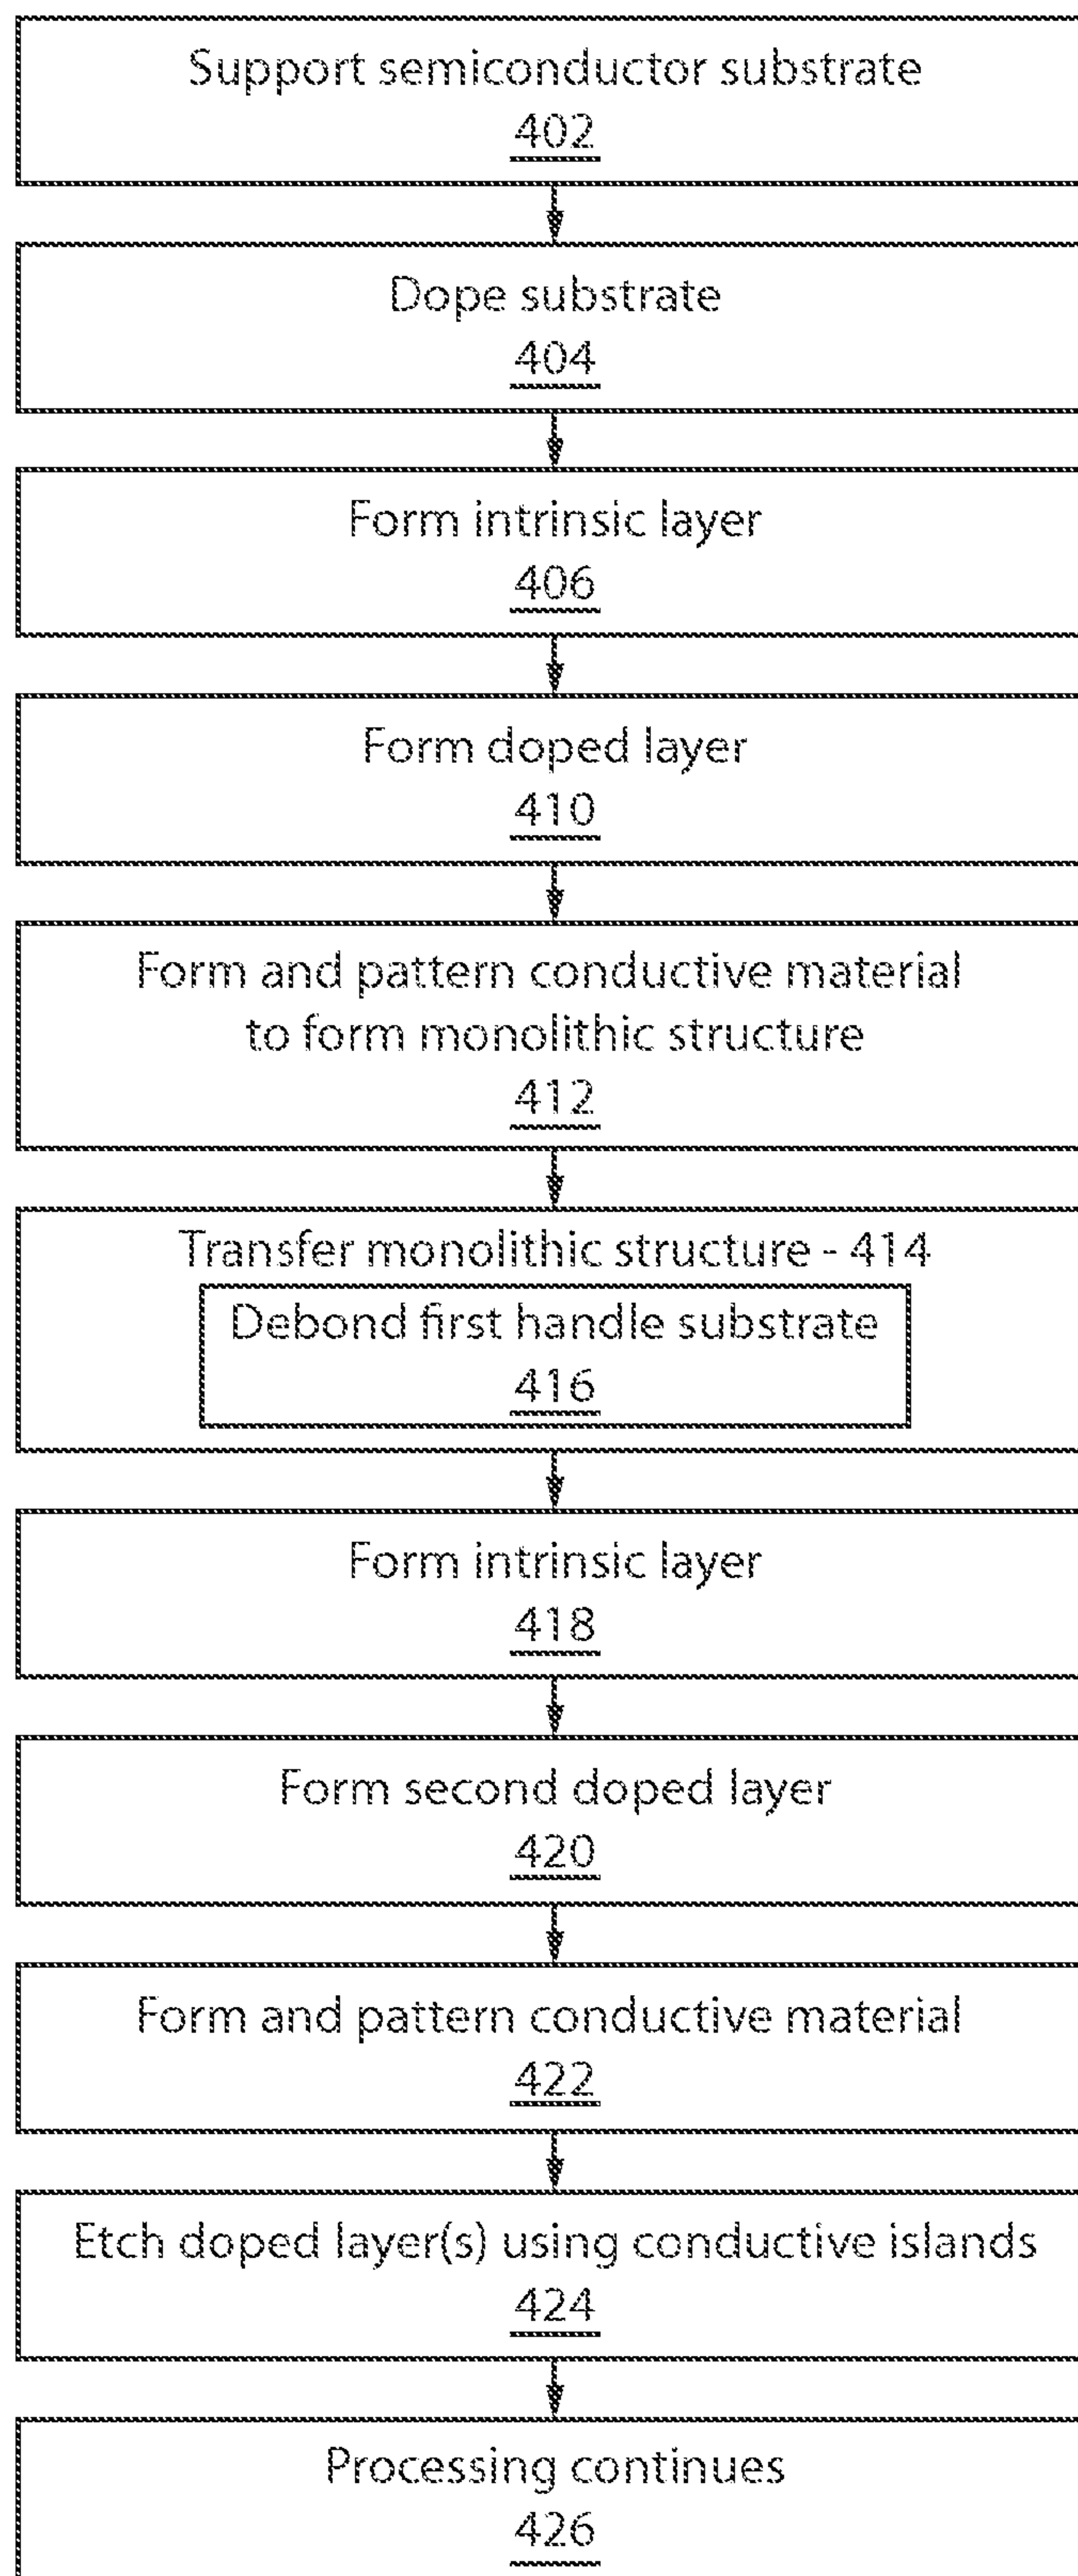 Support semiconductor substrate
402
Dope substrate
404
Form intrinsic layer
406
Form doped layer
410
Form and pattern conductive material
to form monolithic structure
412
Transfer monolithic structure - 414
Debond first handle substrate
416
Form intrinsic layer
418
Form second doped layer
420
Form and pattern conductive material
422
Etch doped layer(s) using conductive islands
424
Processing continues
426